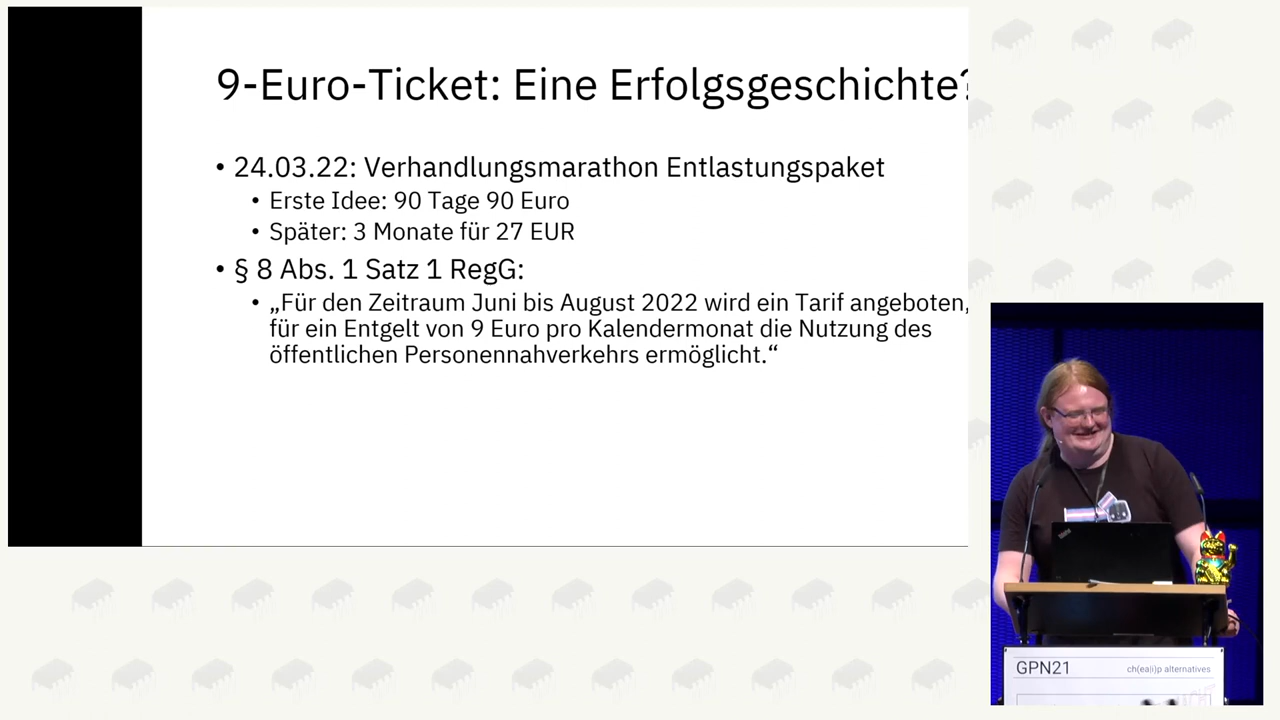 9-Euro-Ticket: Eine Erfolgsgeschichte?
• 24.03.22: Verhandlungsmarathon Entlastungspaket
• Erste Idee: 90 Tage 90 Euro
• Später: 3 Monate für 27 EUR
• § 8 Abs. 1 Satz 1 RegG:
• „Für den Zeitraum Juni bis August 2022 wird ein Tarif angeboten,
für ein Entgelt von 9 Euro pro Kalendermonat die Nutzung des
öffentlichen Personennahverkehrs ermöglicht.“
GPN21
ch(ea|i)p alternatives